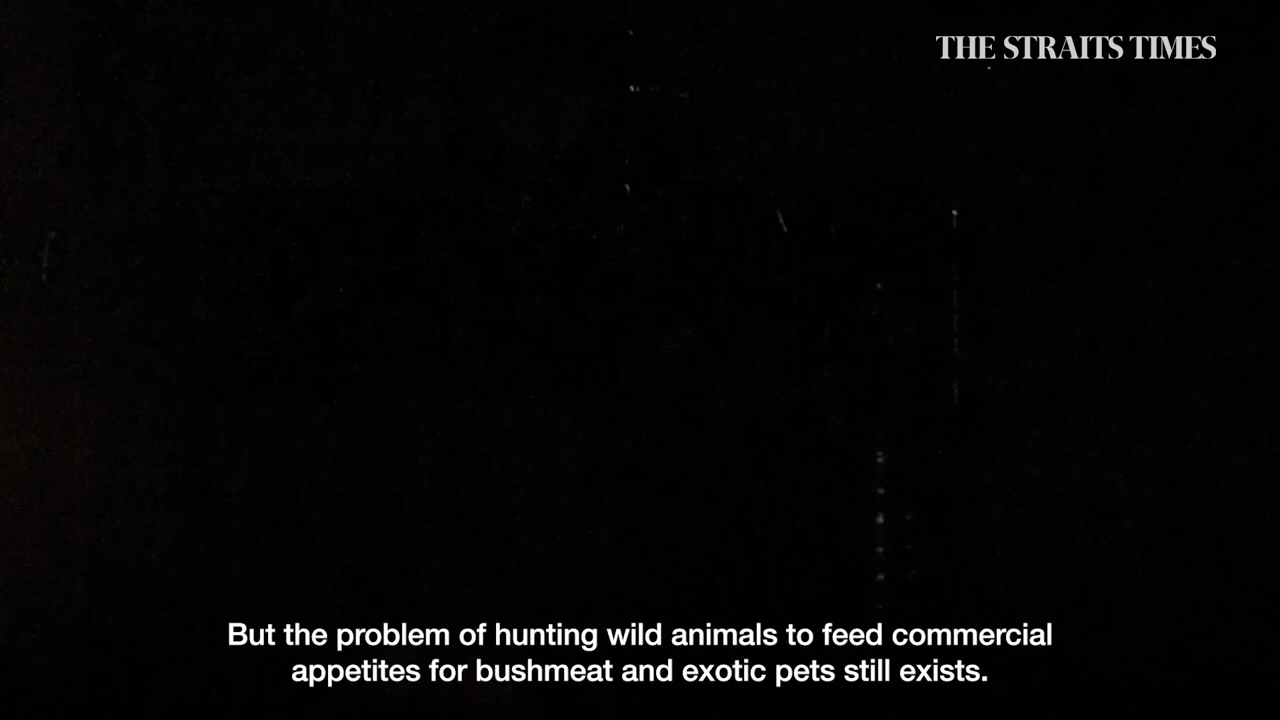 THE STRAITS TIMES
But the problem of hunting wild animals to feed commercial
appetites for bushmeat and exotic pets still exists.